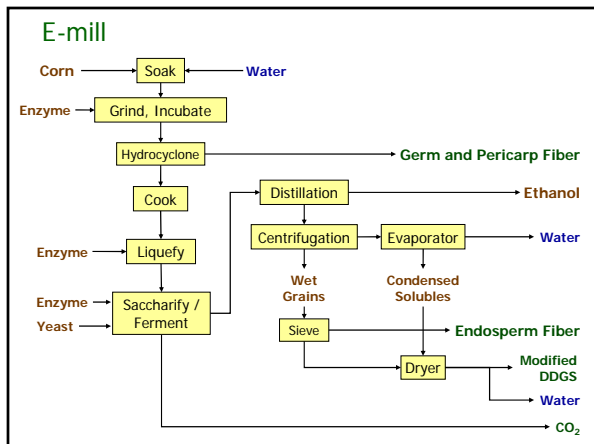 E-mill
Corn
Soak
Water
Enzyme
Grind, Incubate
Hydrocyclone
Germ and Pericarp Fiber
Cook
Distillation
Ethanol
Enzyme
Liquefy
Centrifugation
Evaporator
Water
Wet
Grains
Condensed
Solubles
Enzyme
Yeast
Saccharify /
Ferment
Sieve
Endosperm Fiber
Dryer
Modified
DDGS
Water
CO₂